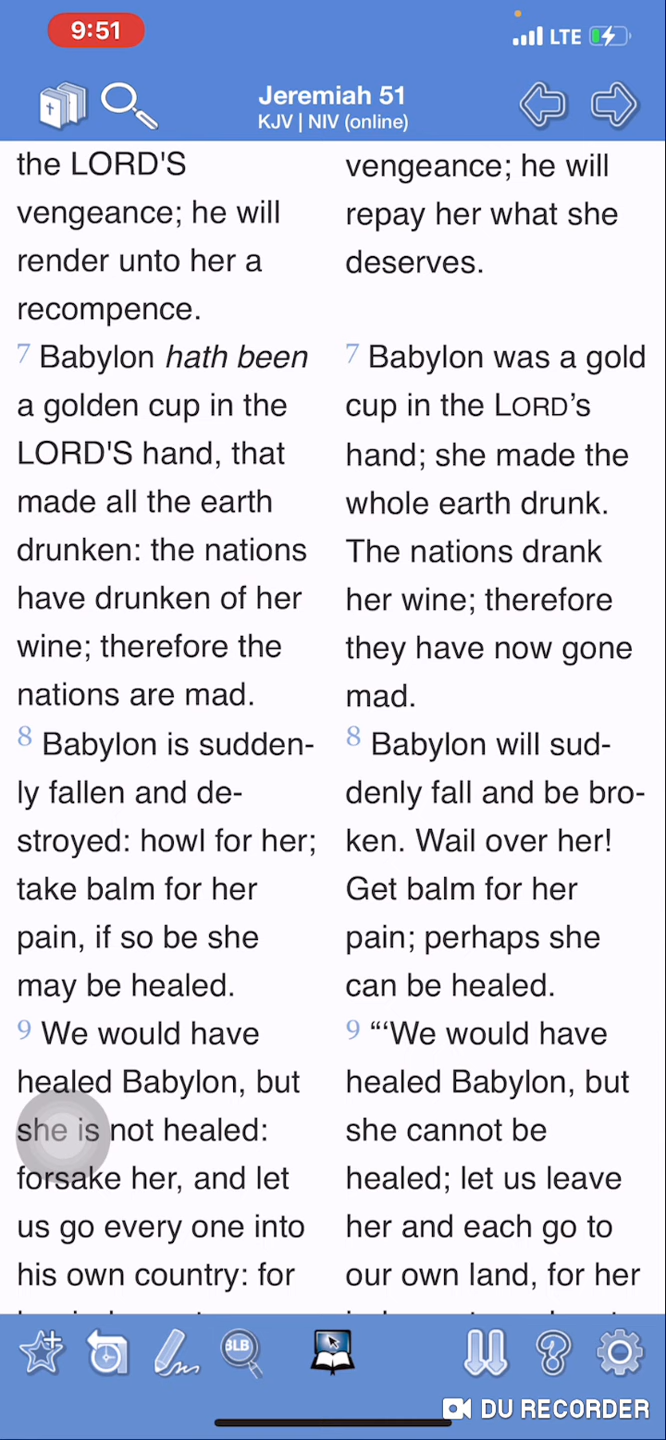 9:51
LTE
Jeremiah 51
KJV | NIV (online)
the LORD'S
vengeance; he will
render unto her a
recompence.
7 Babylon hath been
a golden cup in the
LORD'S hand, that
made all the earth
drunken: the nations
have drunken of her
wine; therefore the
nations are mad.
8 Babylon is sudden-
ly fallen and de-
stroyed: howl for her;
take balm for her
pain, if so be she
may be healed.
9 We would have
healed Babylon, but
she is not healed:
forsake her, and let
us go every one into
his own country: for
vengeance; he will
repay her what she
deserves.
7 Babylon was a gold
cup in the LORD’s
hand; she made the
whole earth drunk.
The nations drank
her wine; therefore
they have now gone
mad.
8 Babylon will sud-
denly fall and be bro-
ken. Wail over her!
Get balm for her
pain; perhaps she
can be healed.
9 “‘We would have
healed Babylon, but
she cannot be
healed; let us leave
her and each go to
our own land, for her
BLB
DU RECORDER